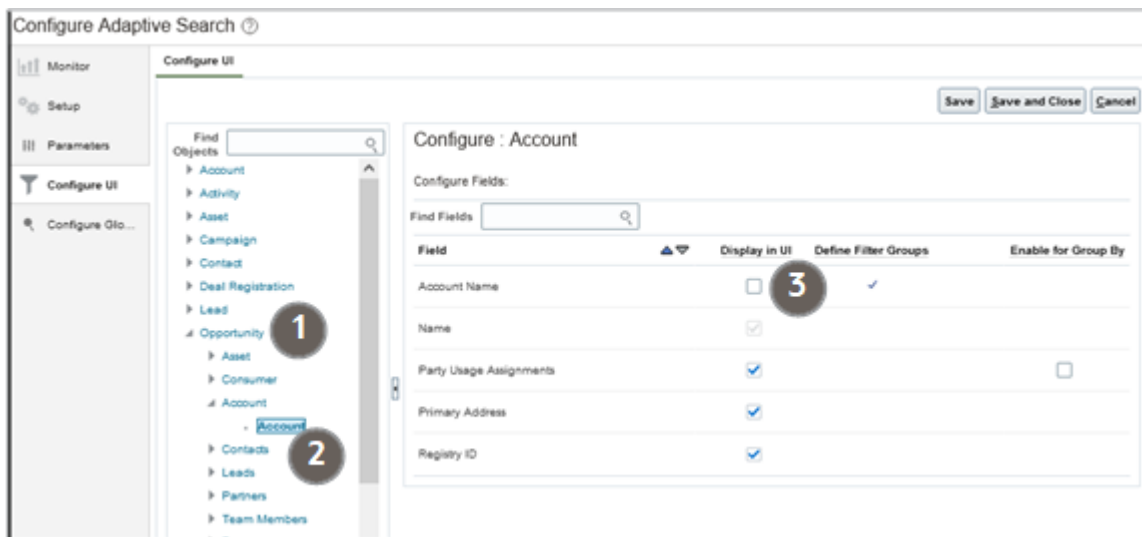 Configure Adaptive Search
Monitor
Setup
Parameters
Configure UI
Configure Glo...
Configure UI
Save Save and Close Cancel
Find Objects
Account
Activity
Asset
Campaign
Contact
Deal Registration
Lead
Opportunity 1
Asset
Consumer
Account
Account
Contacts 2
Leads
Partners
Team Members
Configure : Account
Configure Fields:
Find Fields
Field Display in UI Define Filter Groups Enable for Group By
Account Name 3
Name
Party Usage Assignments
Primary Address
Registry ID